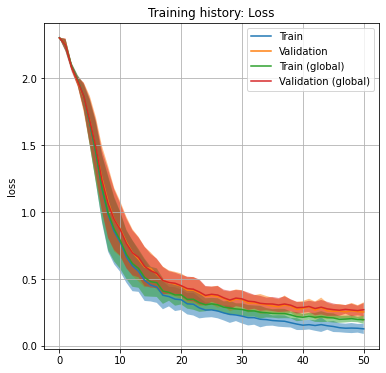 Training history: Loss
Train
Validation
Train (global)
Validation (global)
loss
2.0
1.5
1.0
0.5
0.0
0 10 20 30 40 50